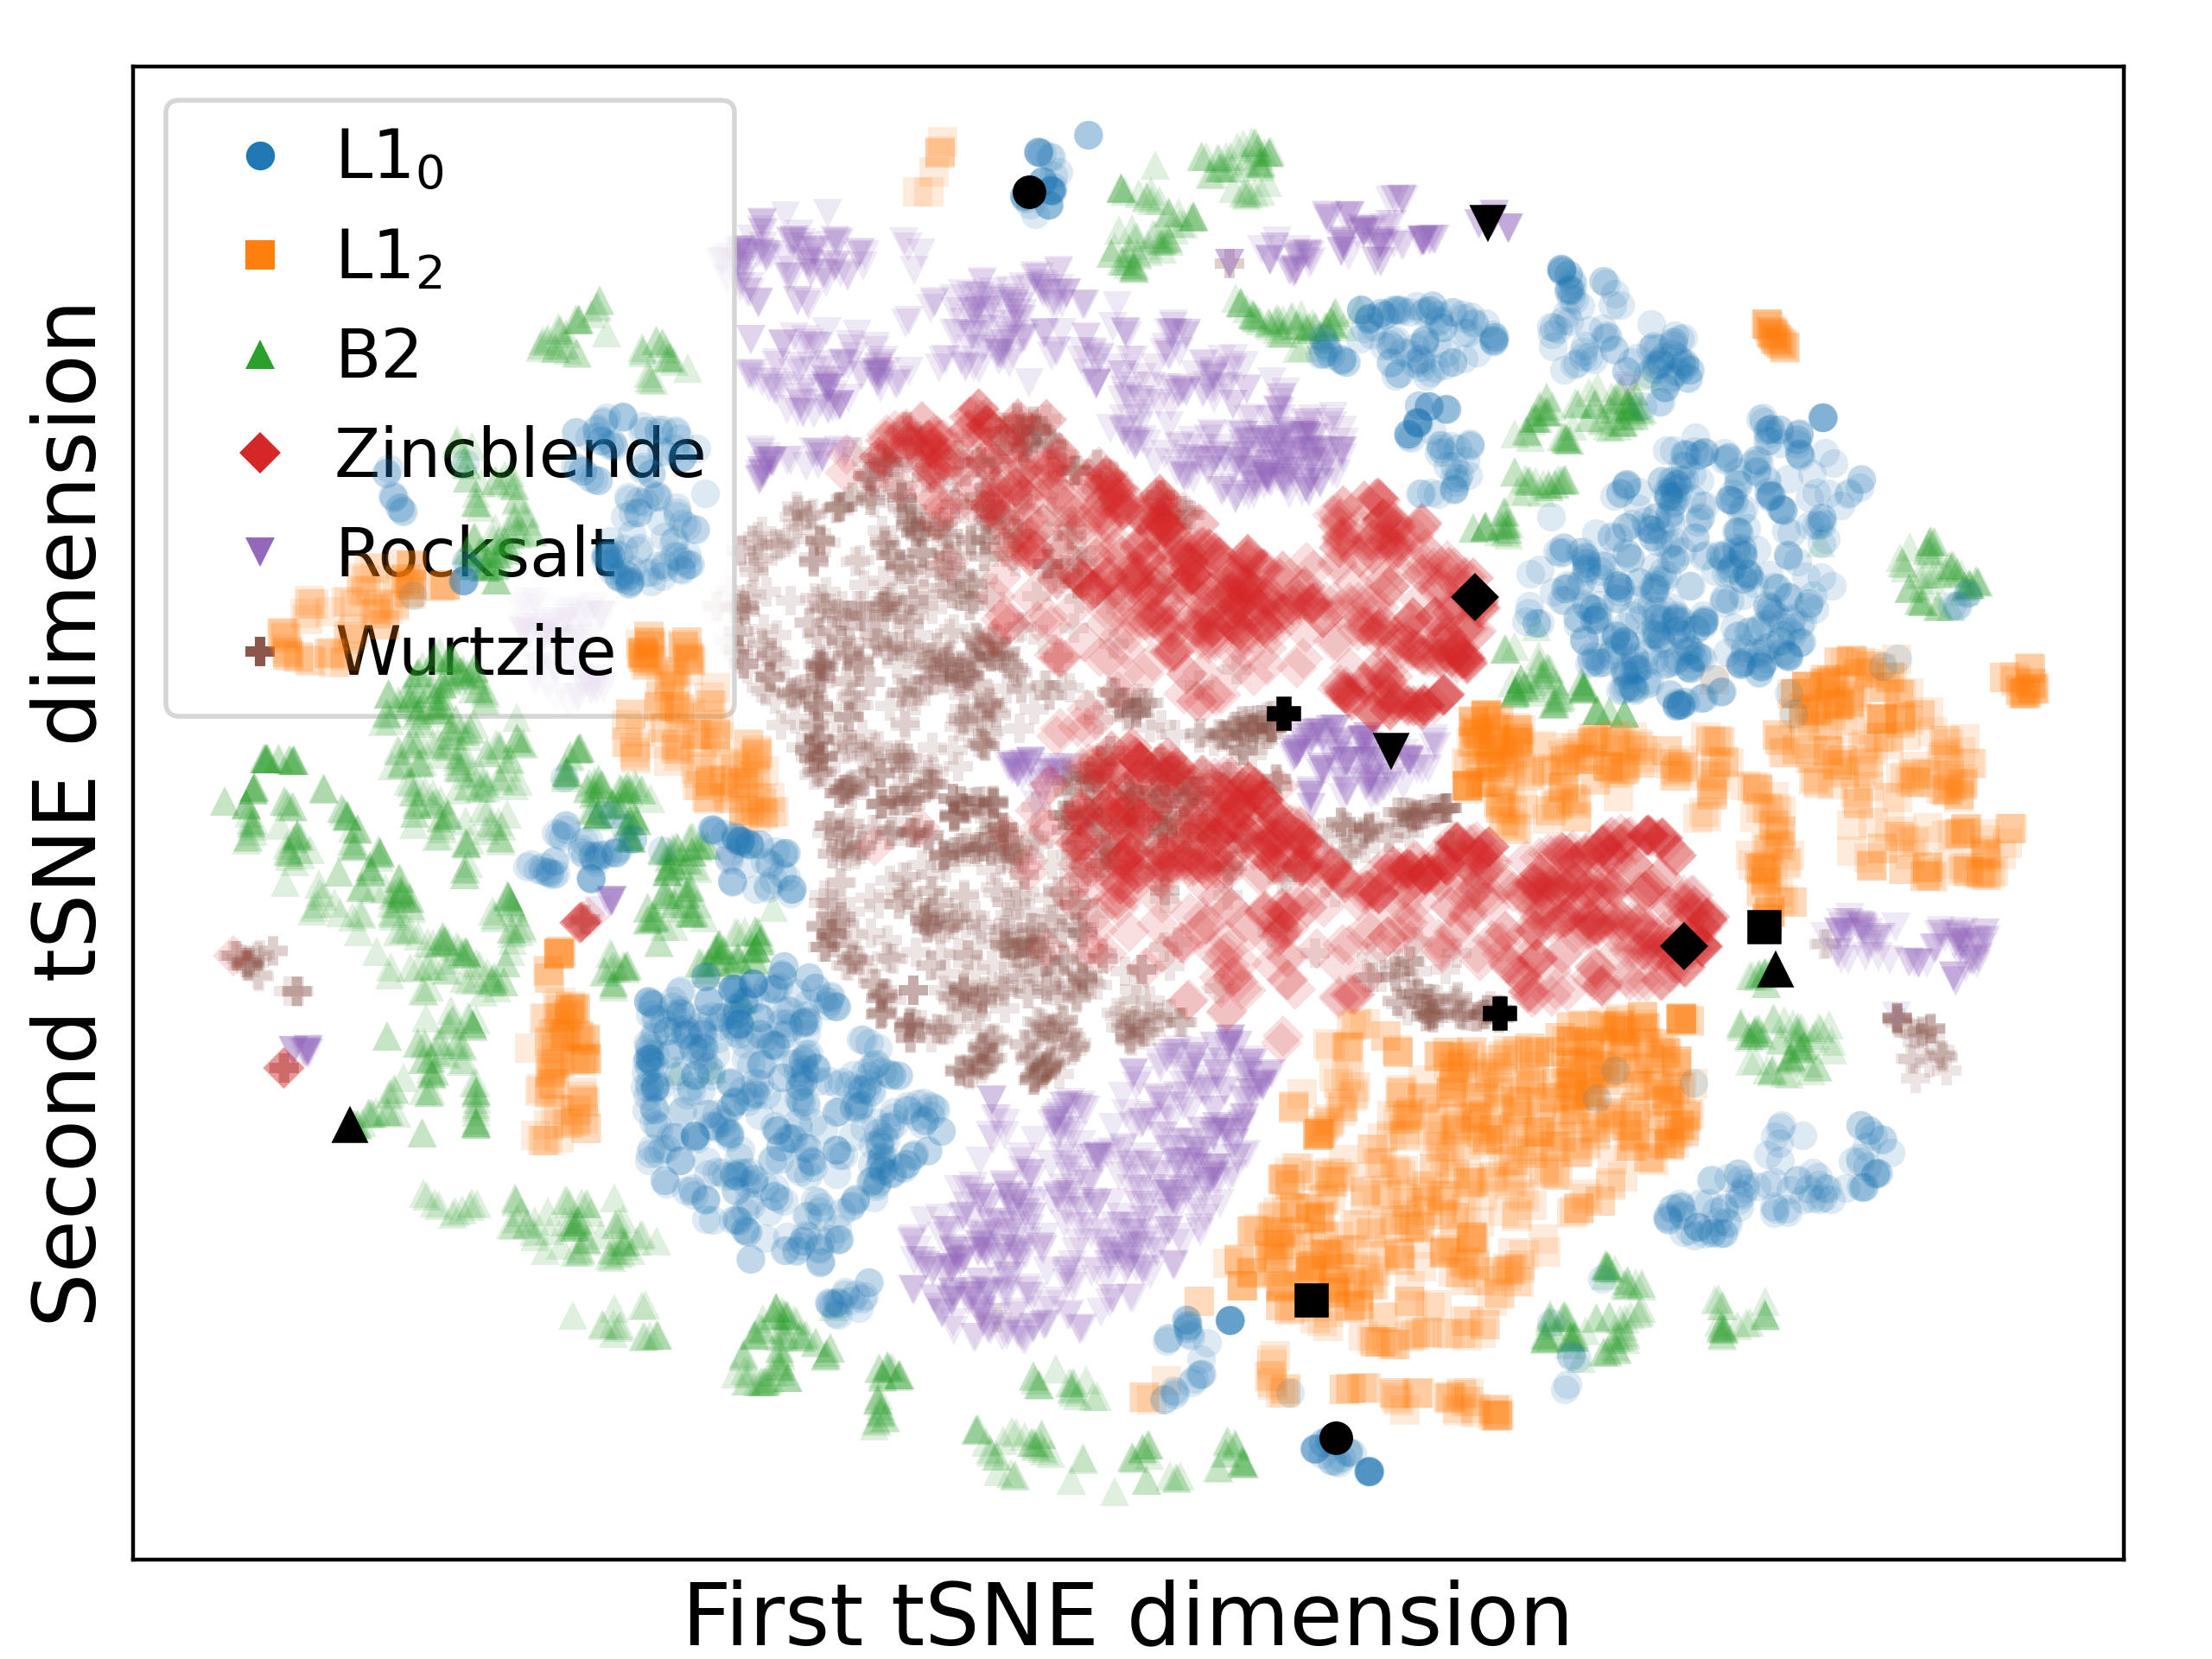 L1₀
L1₂
B2
Zincblende
Rocksalt
Wurtzite
Second tSNE dimension
First tSNE dimension